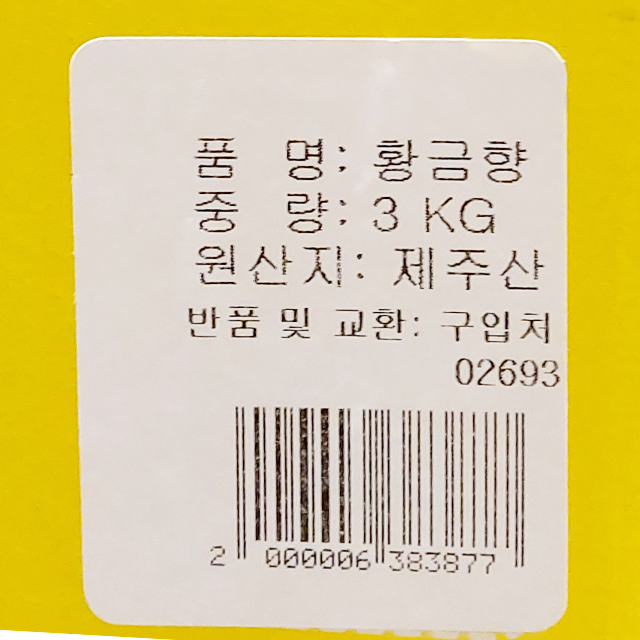 품 명: 황금향
중 량: 3 KG
원산지: 제주산
반품 및 교환: 구입처
02693
2 000006 383877